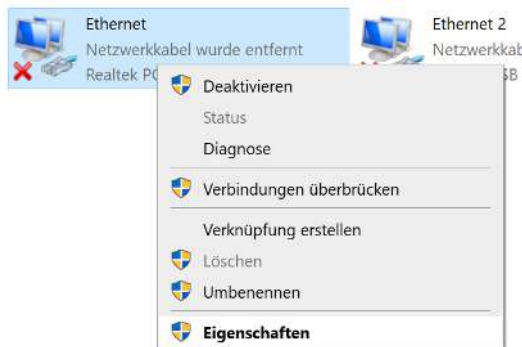 Ethernet
Netzwerkkabel wurde entfernt
Realtek
Ethernet 2
Deaktivieren
Status
Diagnose
Verbindungen überbrücken
Verknüpfung erstellen
Löschen
Umbenennen
Eigenschaften